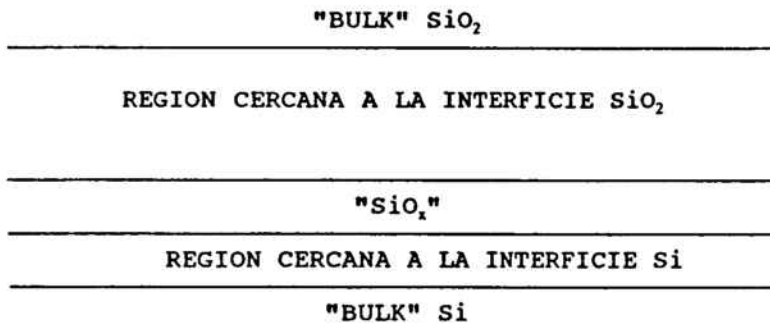 "BULK" SiO₂
REGION CERCANA A LA INTERFICIE SiO₂
"SiOₓ"
REGION CERCANA A LA INTERFICIE Si
"BULK" Si